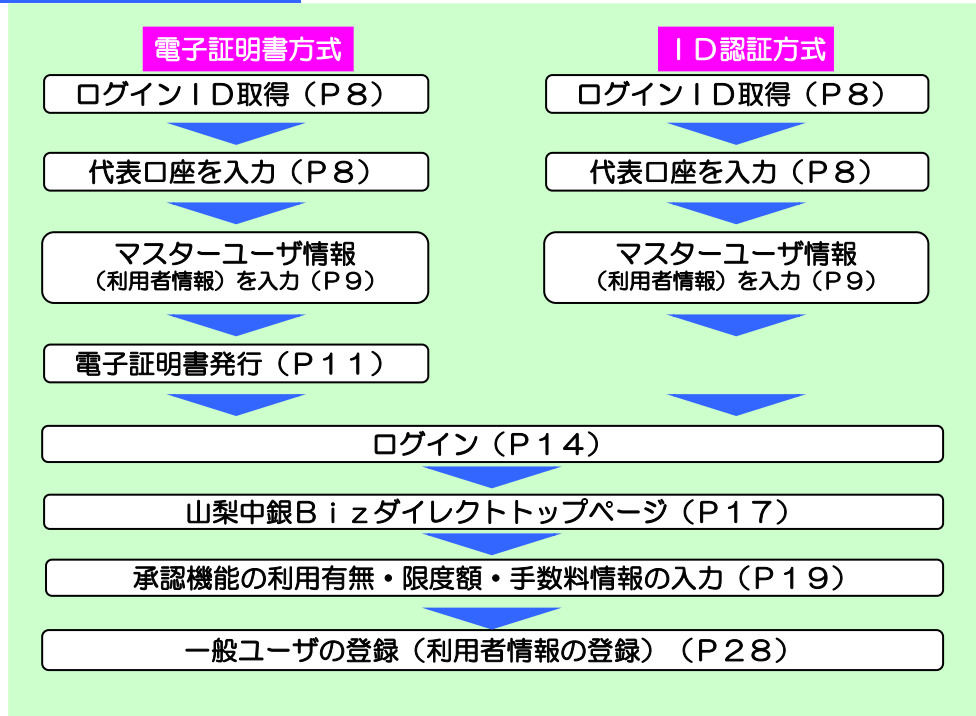 電子証明書方式
ログインＩＤ取得（Ｐ８）
代表口座を入力（Ｐ８）
マスターユーザ情報
（利用者情報）を入力（Ｐ９）
電子証明書発行（Ｐ１１）
ＩＤ認証方式
ログインＩＤ取得（Ｐ８）
代表口座を入力（Ｐ８）
マスターユーザ情報
（利用者情報）を入力（Ｐ９）
ログイン（Ｐ１４）
山梨中銀Ｂｉｚダイレクトトップページ（Ｐ１７）
承認機能の利用有無・限度額・手数料情報の入力（Ｐ１９）
一般ユーザの登録（利用者情報の登録）（Ｐ２８）